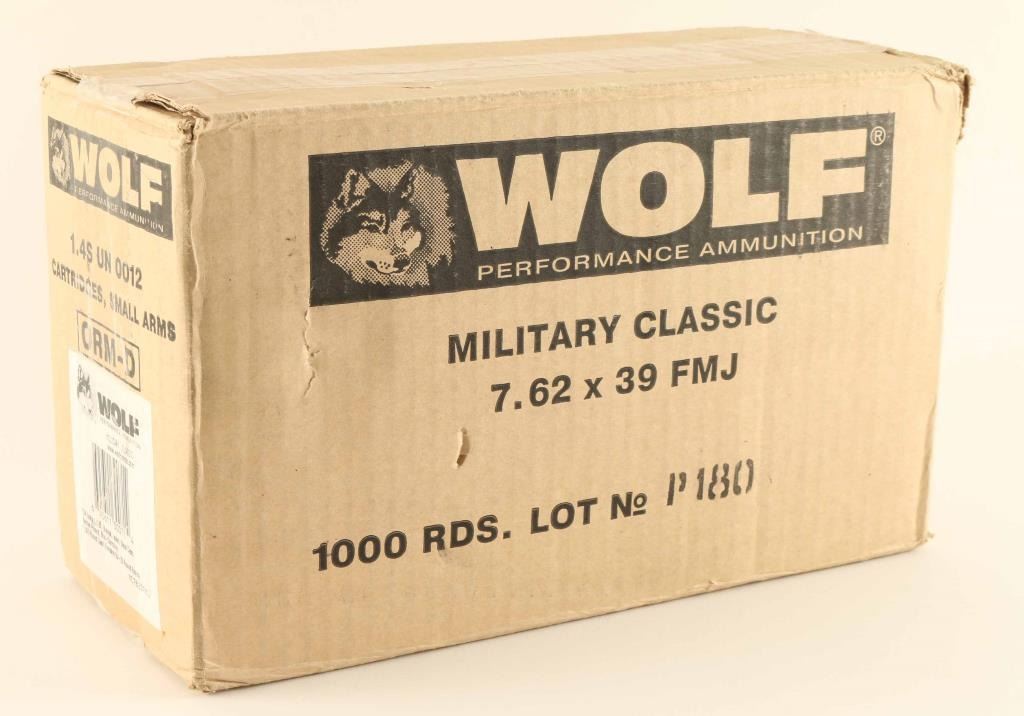 WOLF®
PERFORMANCE AMMUNITION
MILITARY CLASSIC
7.62 x 39 FMJ
1000 RDS. LOT № P180
WOLF
PERFORMANCE AMMUNITION
1.4S UN 0012
CARTRIDGES, SMALL ARMS
ORM-D
WOLF